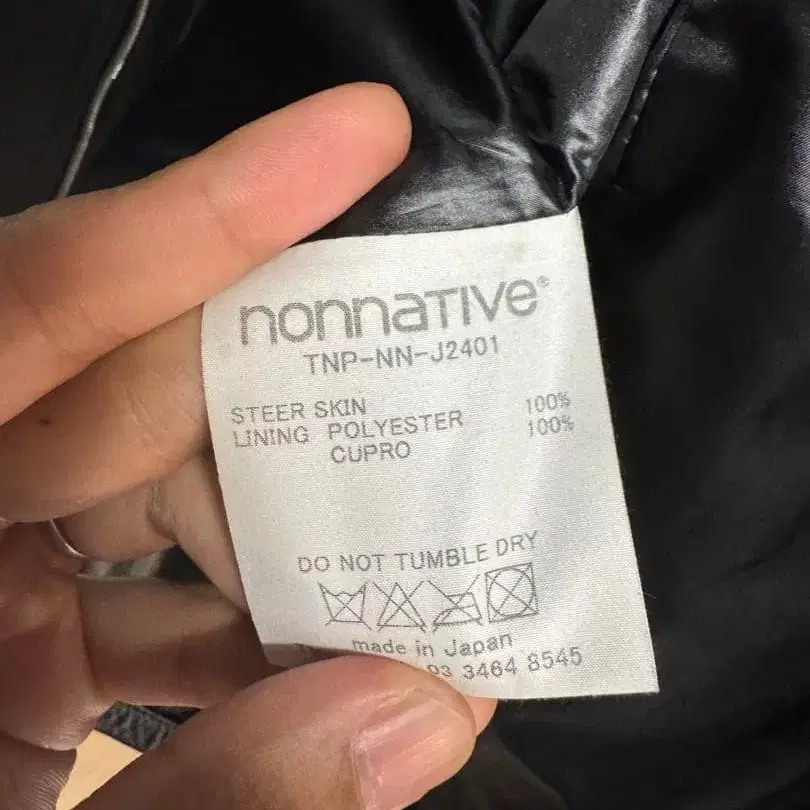 nonnative®
TNP-NN-J2401
STEER SKIN 100%
LINING POLYESTER 100%
CUPRO
DO NOT TUMBLE DRY
made in Japan
03 3464 8545